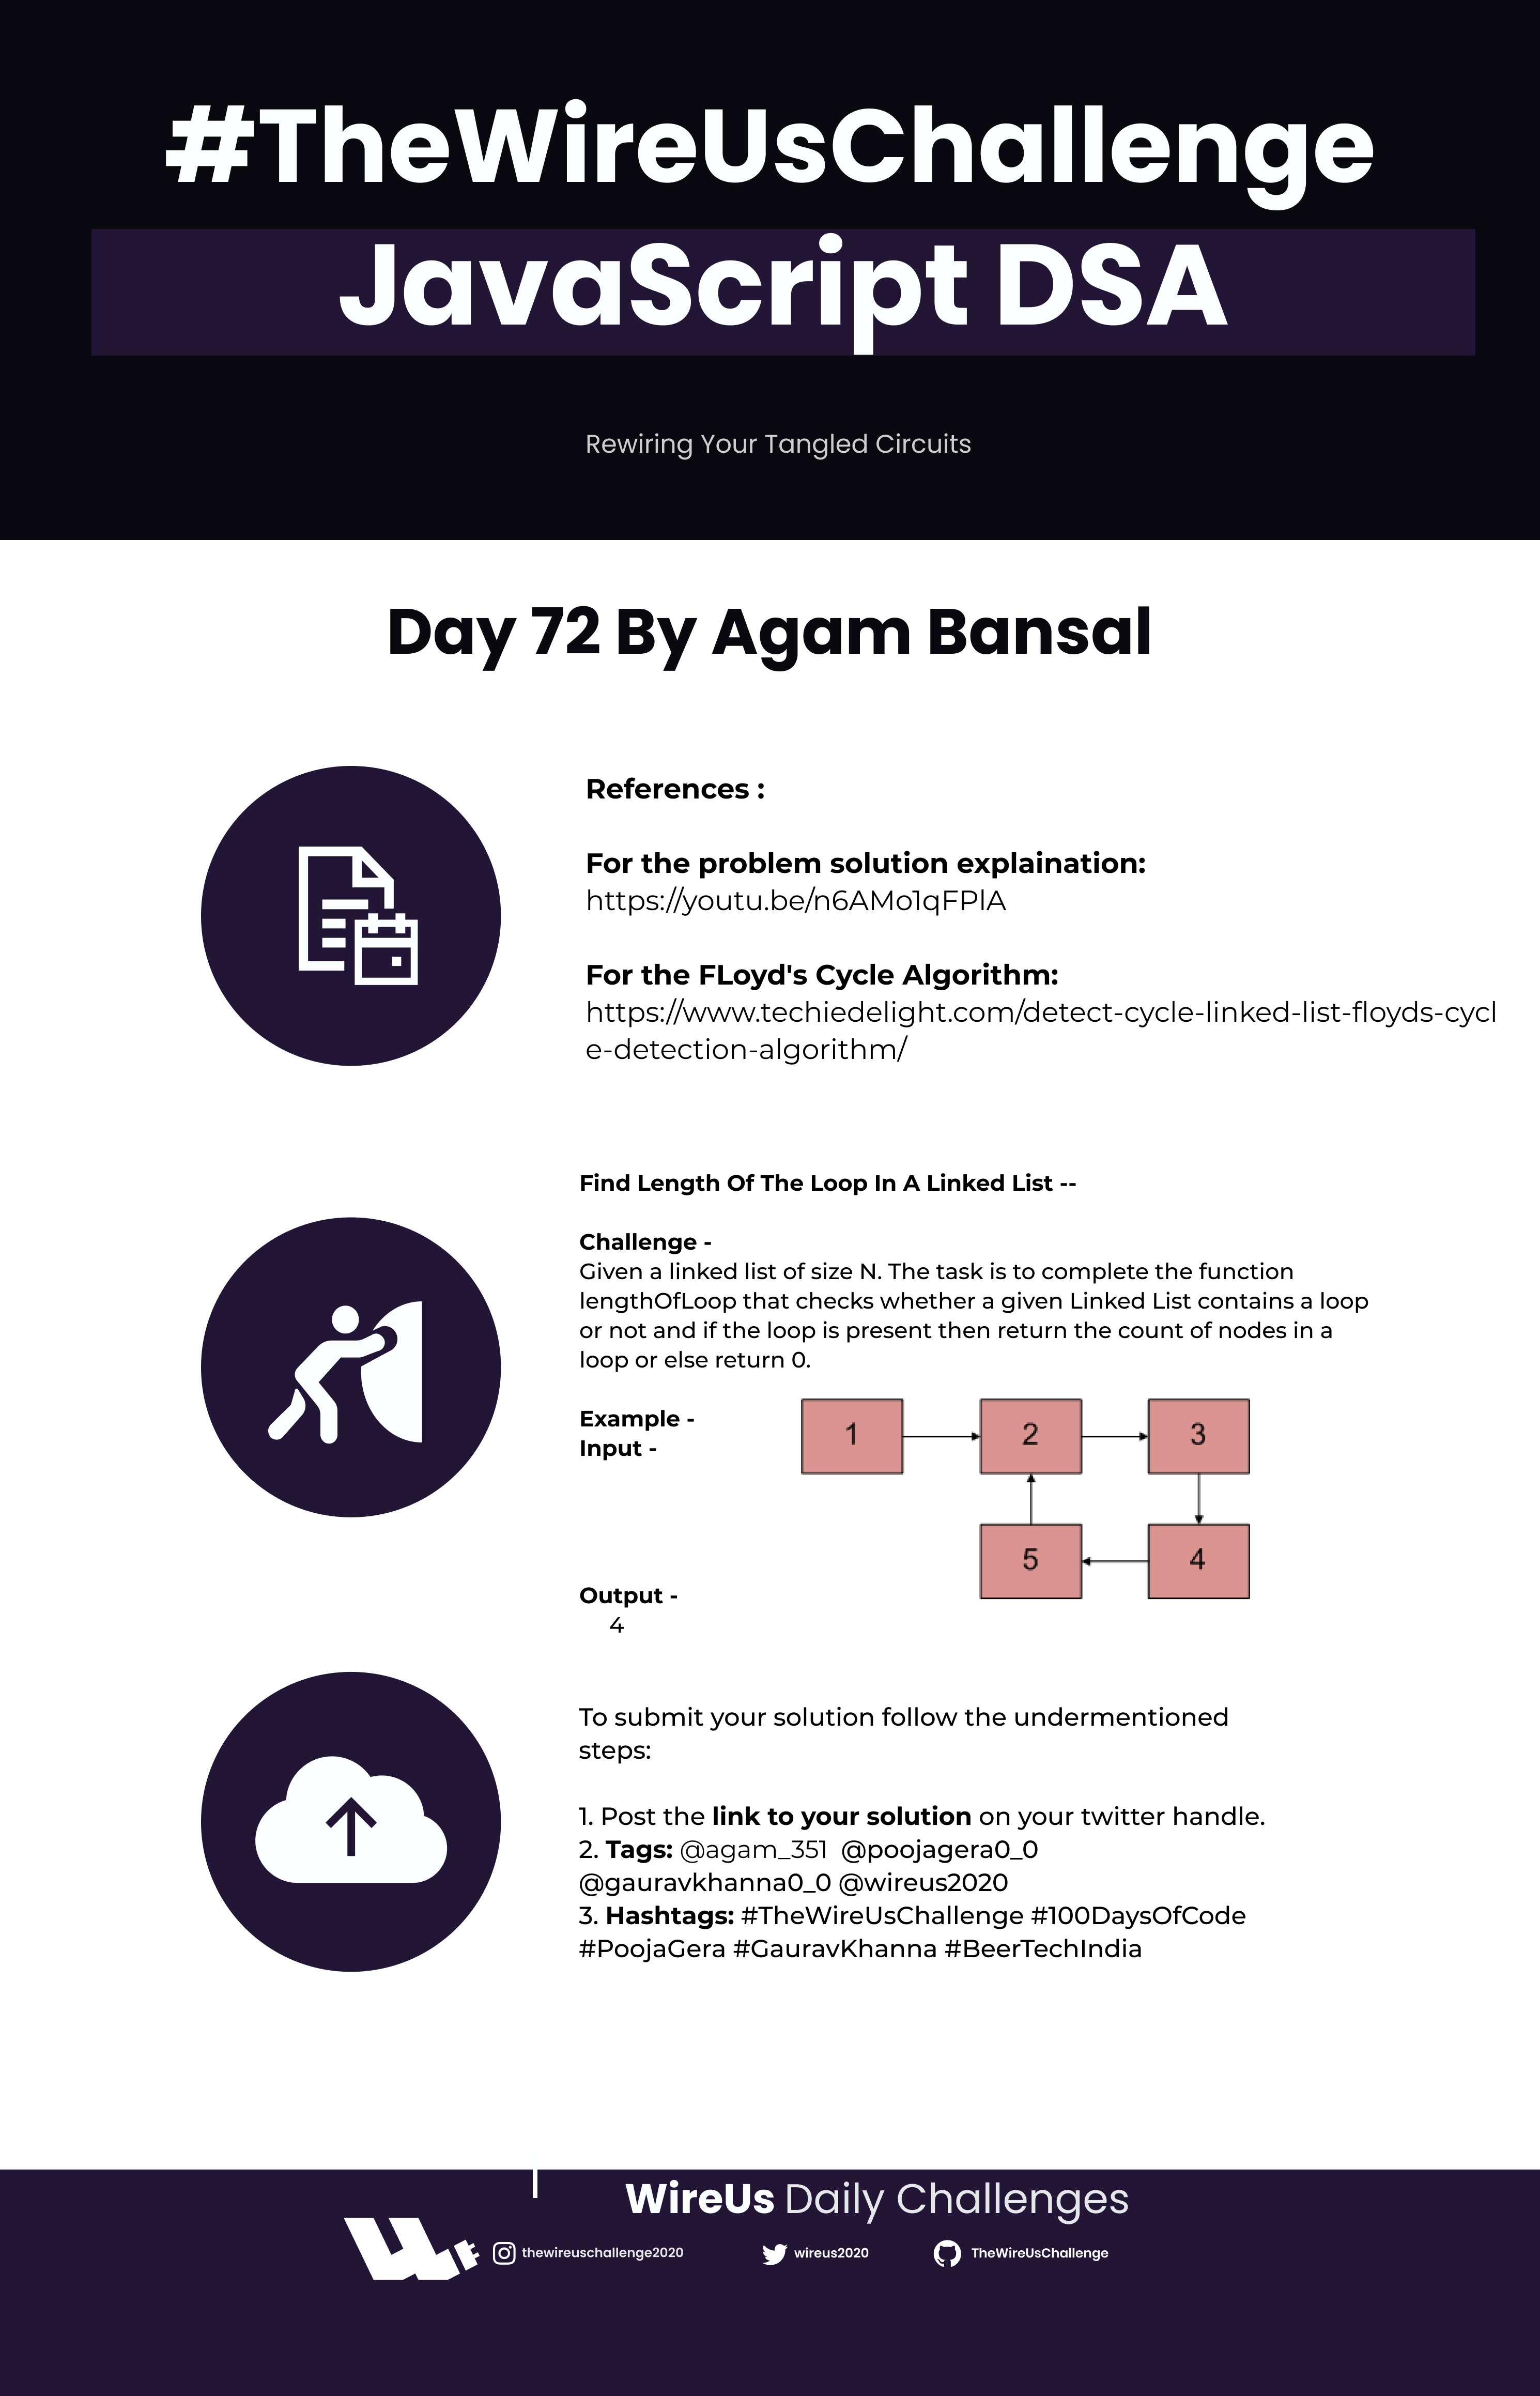 #TheWireUsChallenge
JavaScript DSA
Rewiring Your Tangled Circuits
Day 72 By Agam Bansal
References :
For the problem solution explaination:
https://youtu.be/n6AMo1qFPlA
For the FLoyd's Cycle Algorithm:
https://www.techiedelight.com/detect-cycle-linked-list-floyds-cycl
e-detection-algorithm/
Find Length Of The Loop In A Linked List --
Challenge -
Given a linked list of size N. The task is to complete the function
lengthOfLoop that checks whether a given Linked List contains a loop
or not and if the loop is present then return the count of nodes in a
loop or else return 0.
Example -
Input -
1 2 3
5 4
Output -
4
To submit your solution follow the undermentioned
steps:
1. Post the link to your solution on your twitter handle.
2. Tags: @agam_351 @poojagera0_0
@gauravkhanna0_0 @wireus2020
3. Hashtags: #TheWireUsChallenge #100DaysOfCode
#PoojaGera #GauravKhanna #BeerTechIndia
WireUs Daily Challenges
thewireuschallenge2020 wireus2020 TheWireUsChallenge